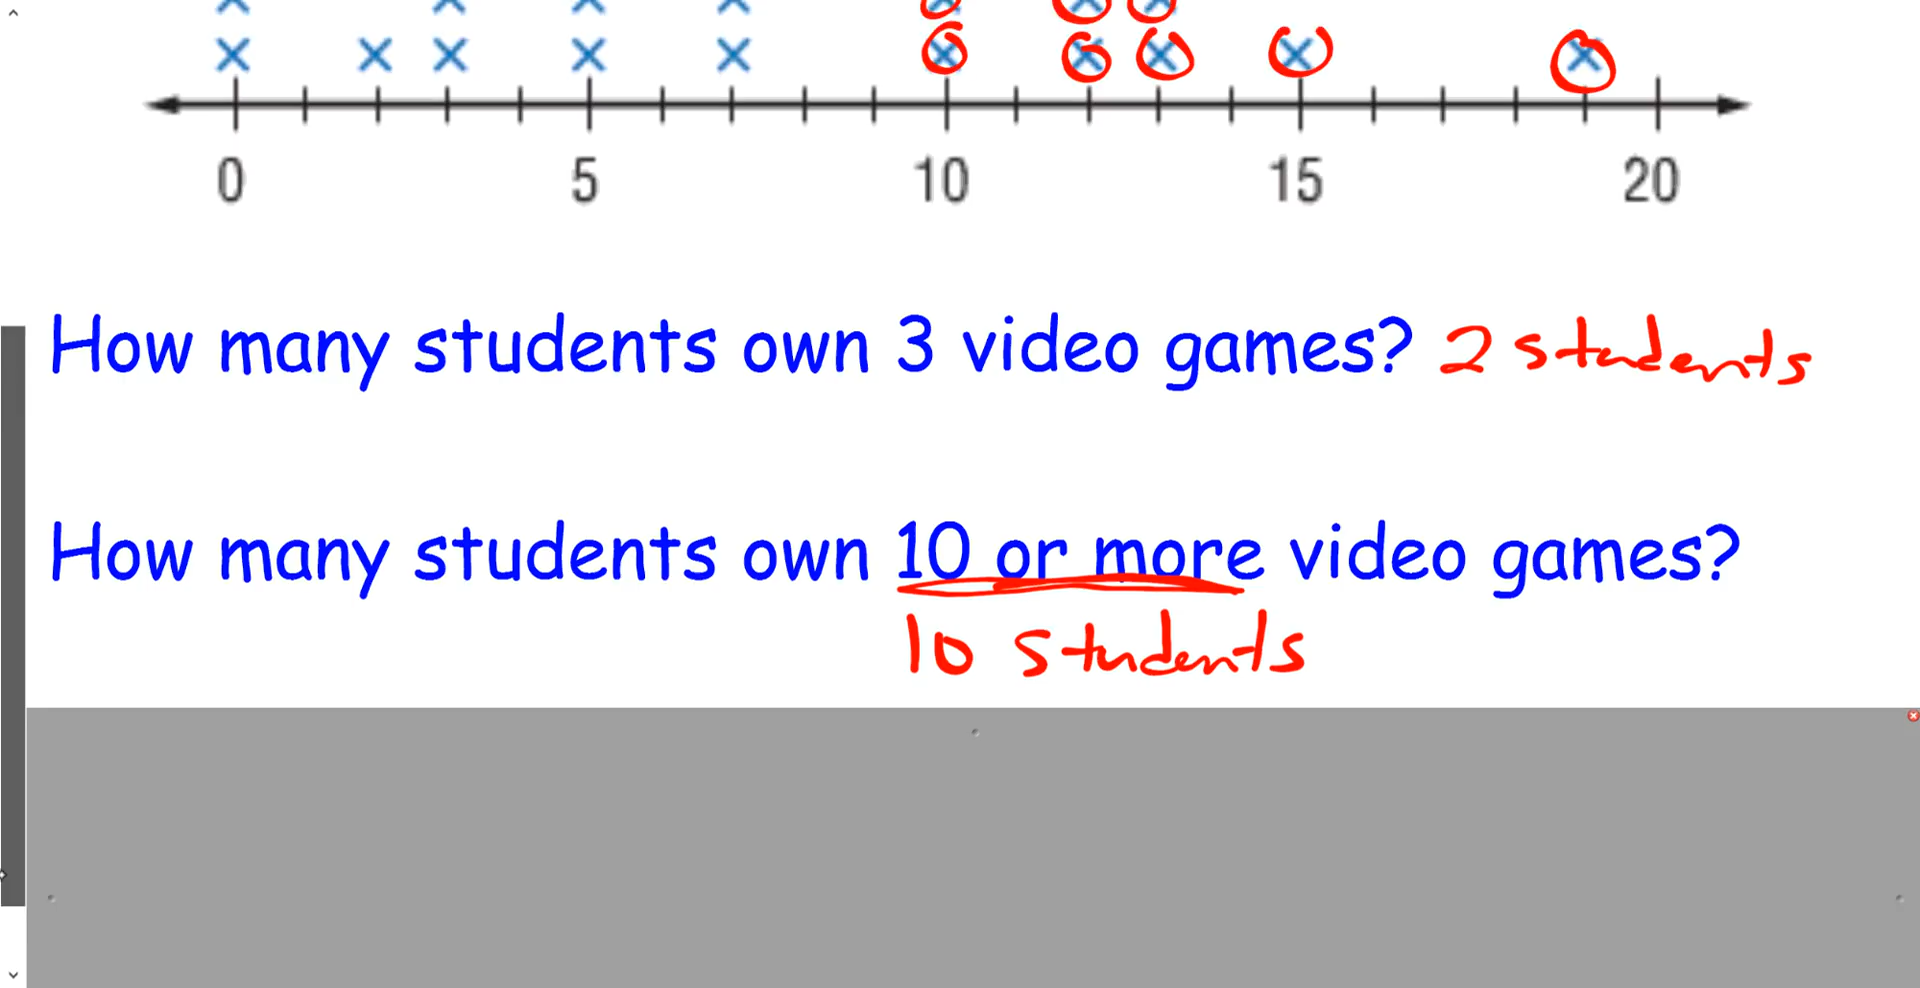 0 5 10 15 20
How many students own 3 video games? 2 students
How many students own 10 or more video games?
10 students